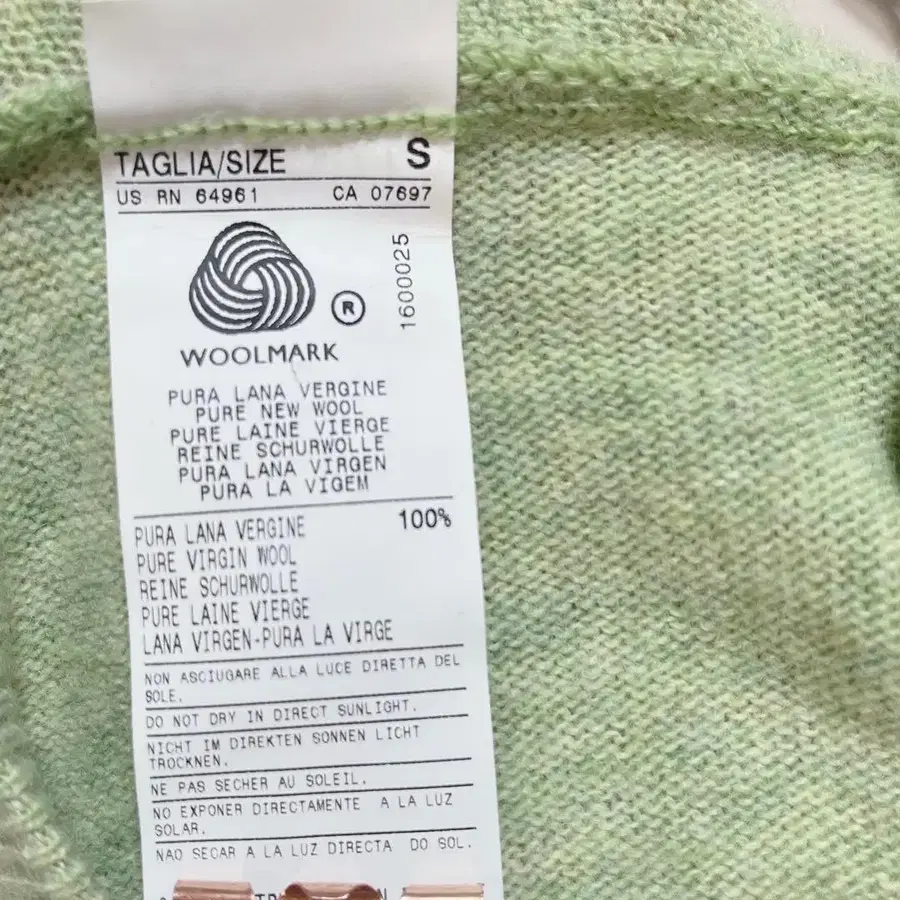 TAGLIA/SIZE S
US RN 64961 CA 07697
®
1600025
WOOLMARK
PURA LANA VERGINE
PURE NEW WOOL
PURE LAINE VIERGE
REINE SCHURWOLLE
PURA LANA VIRGEN
PURA LA VIGEM
PURA LANA VERGINE 100%
PURE VIRGIN WOOL
REINE SCHURWOLLE
PURE LAINE VIERGE
LANA VIRGEN-PURA LA VIRGE
NON ASCIUGARE ALLA LUCE DIRETTA DEL
SOLE.
DO NOT DRY IN DIRECT SUNLIGHT.
NICHT IM DIREKTEN SONNEN LICHT
TROCKNEN.
NE PAS SECHER AU SOLEIL.
NO EXPONER DIRECTAMENTE A LA LUZ
SOLAR.
NAO SECAR A LA LUZ DIRECTA DO SOL.